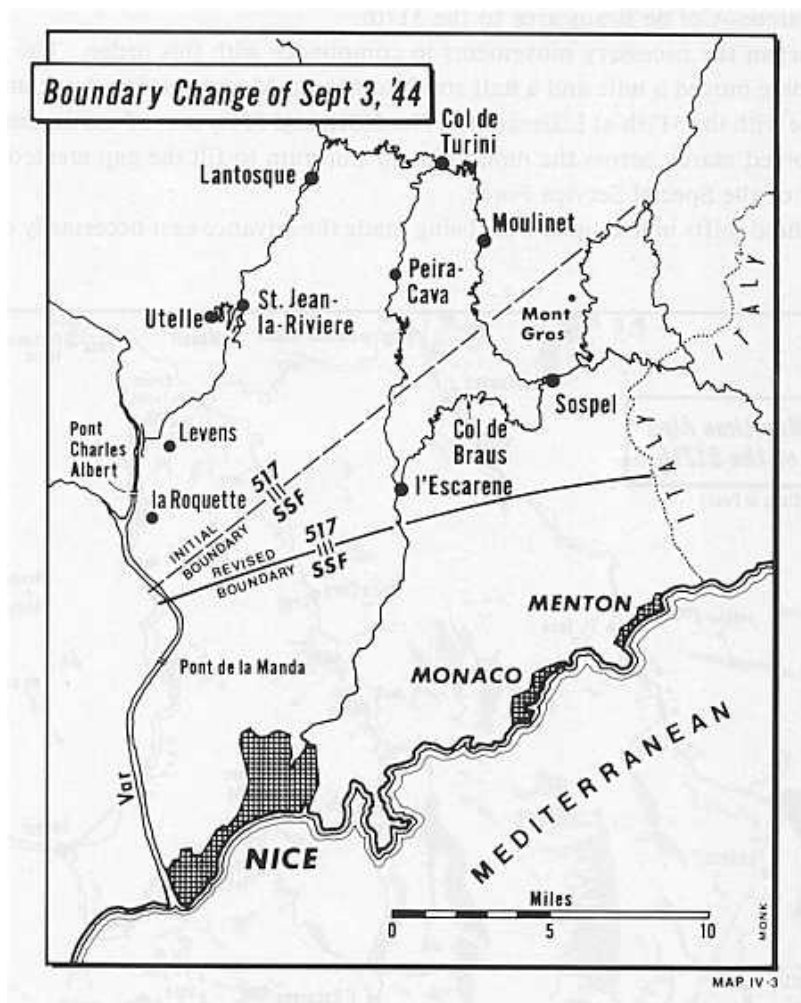 Boundary Change of Sept 3, '44
Col de
Turini
Lantosque
Moulinet
Peira-
Cava
ITALY
Utelle
St. Jean-
la-Riviere
Mont
Gros
Sospel
Pont
Charles
Albert
Levens
Col de
Braus
ITALY
la Roquette
517
III
SSF
l'Escarene
INITIAL
BOUNDARY
517
III
SSF
REVISED
BOUNDARY
MENTON
Pont de la Manda
MONACO
Var
MEDITERRANEAN
NICE
Miles
0 5 10
MONK
MAP IV-3